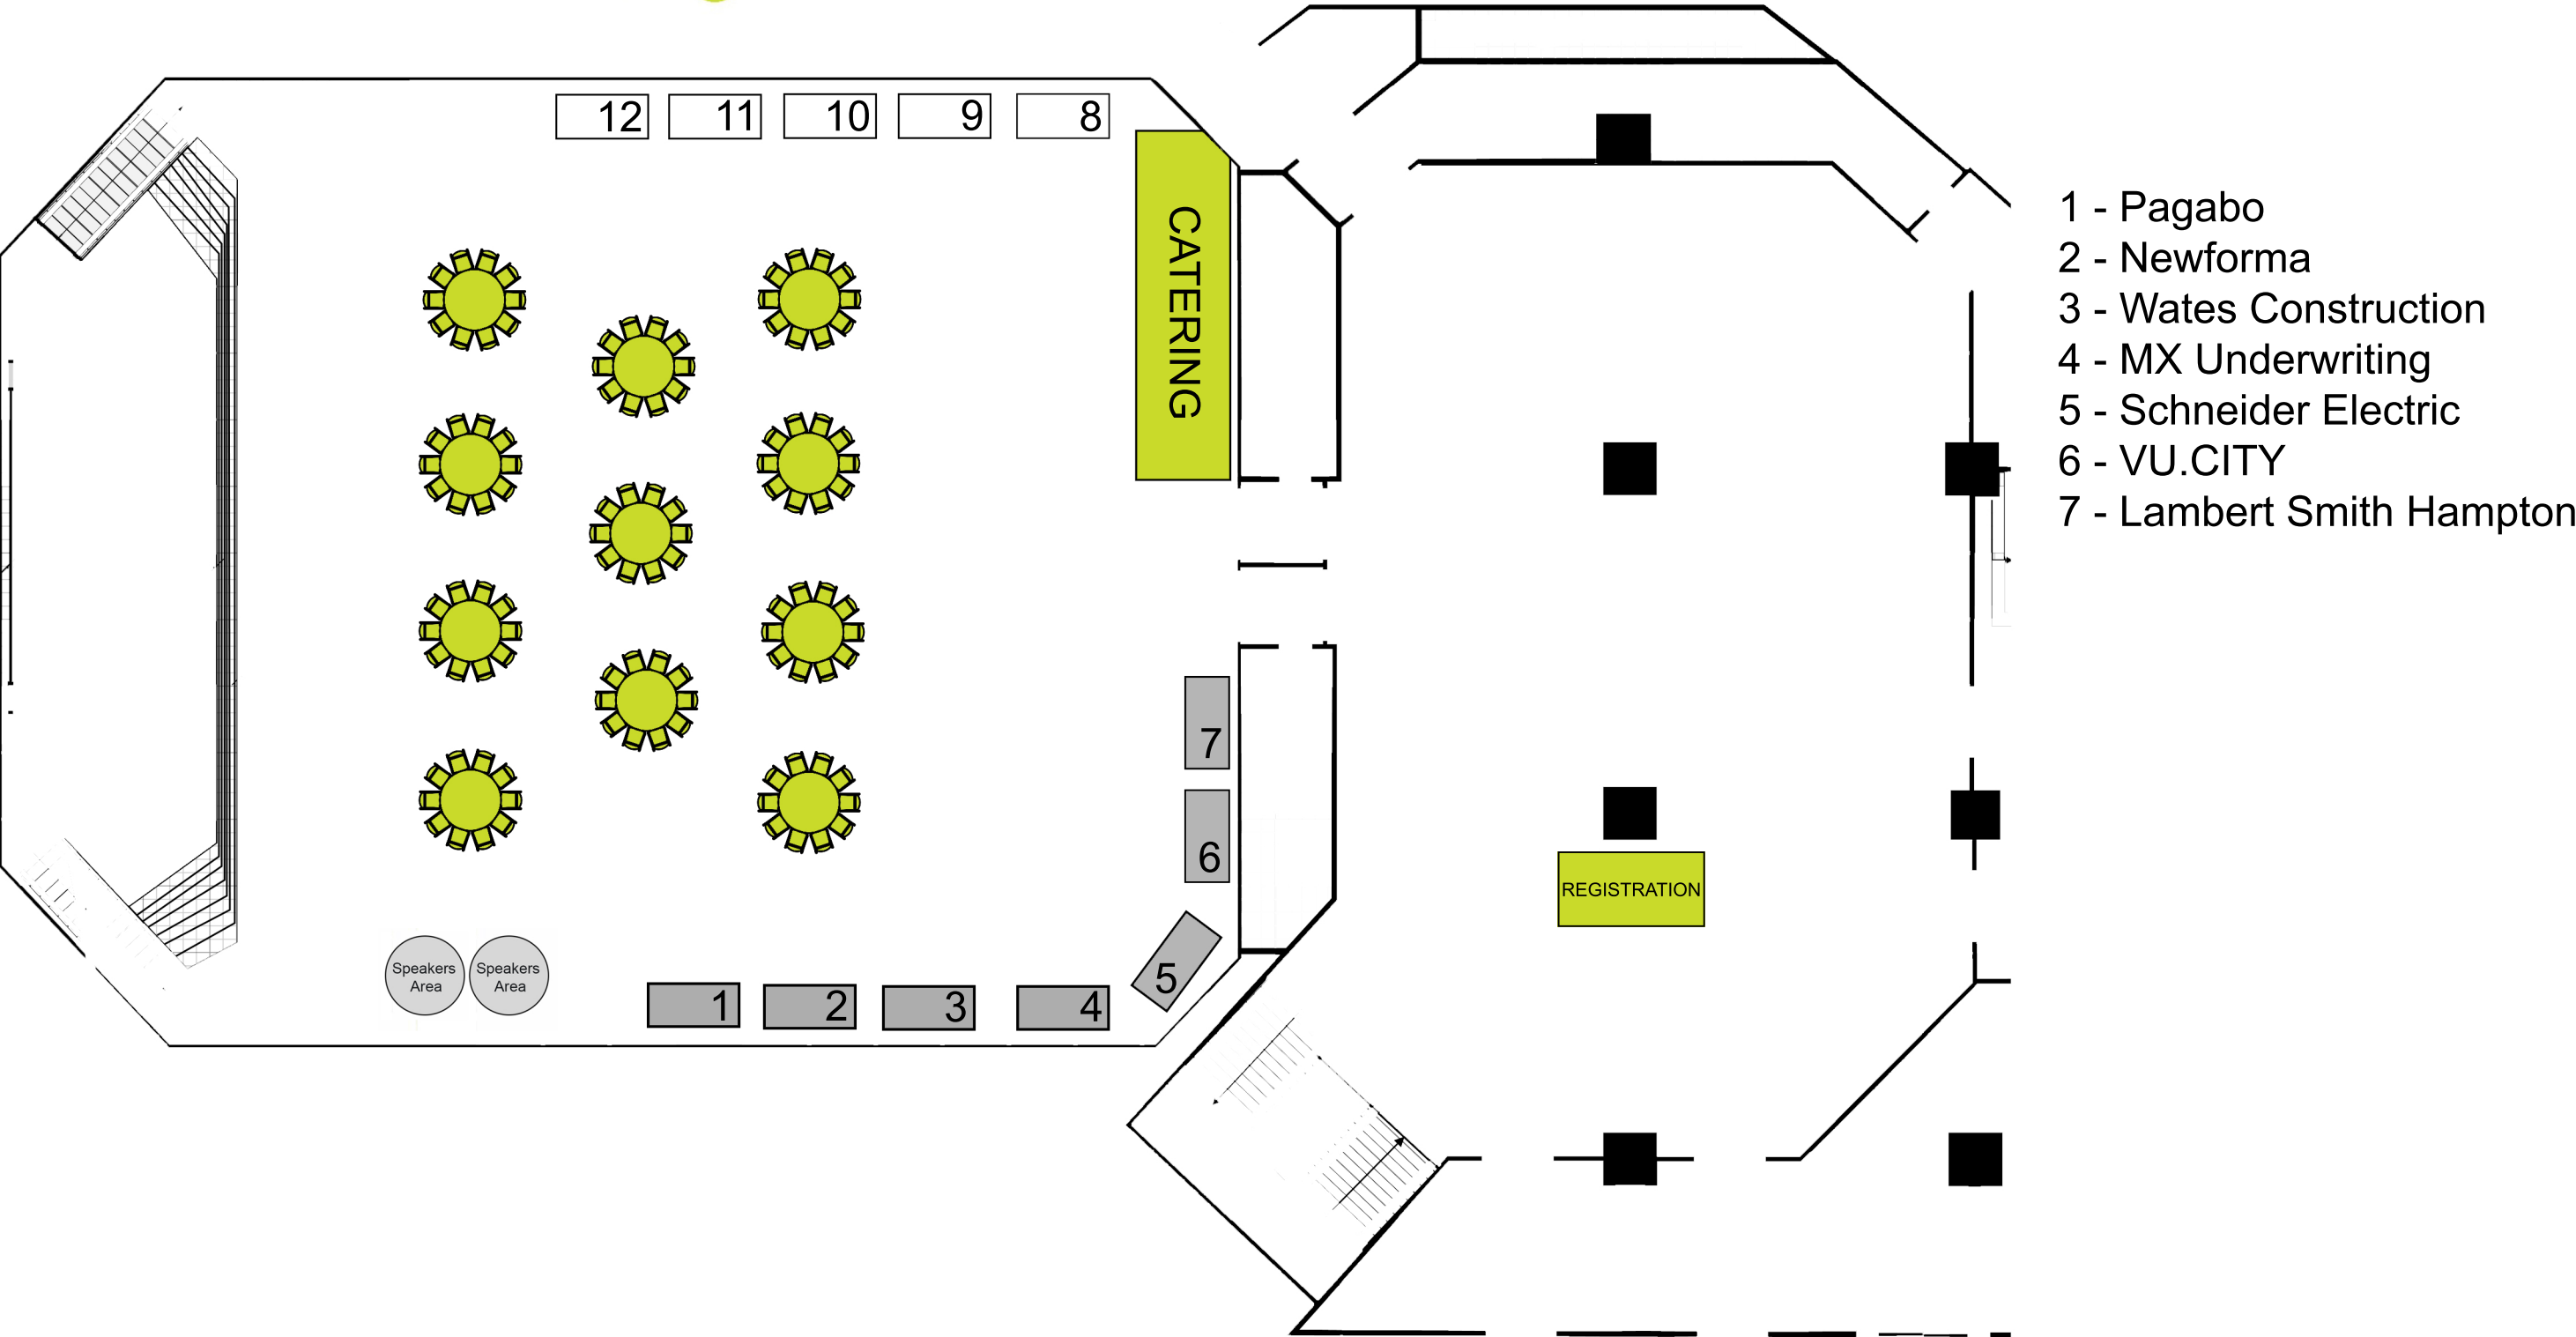 12
11
10
9
8
CATERING
1 - Pagabo
2 - Newforma
3 - Wates Construction
4 - MX Underwriting
5 - Schneider Electric
6 - VU.CITY
7 - Lambert Smith Hampton
7
6
REGISTRATION
5
Speakers
Area
Speakers
Area
1
2
3
4